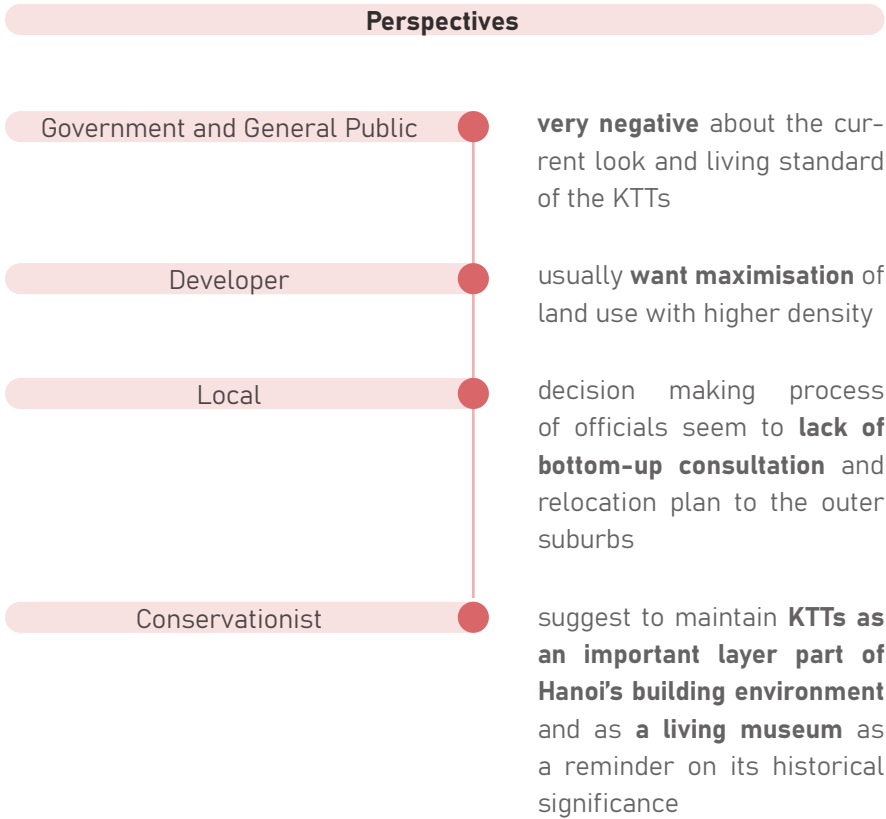 Perspectives
Government and General Public
very negative about the cur-
rent look and living standard
of the KTTs
Developer
usually want maximisation of
land use with higher density
Local
decision making process
of officials seem to lack of
bottom-up consultation and
relocation plan to the outer
suburbs
Conservationist
suggest to maintain KTTs as
an important layer part of
Hanoi's building environment
and as a living museum as
a reminder on its historical
significance